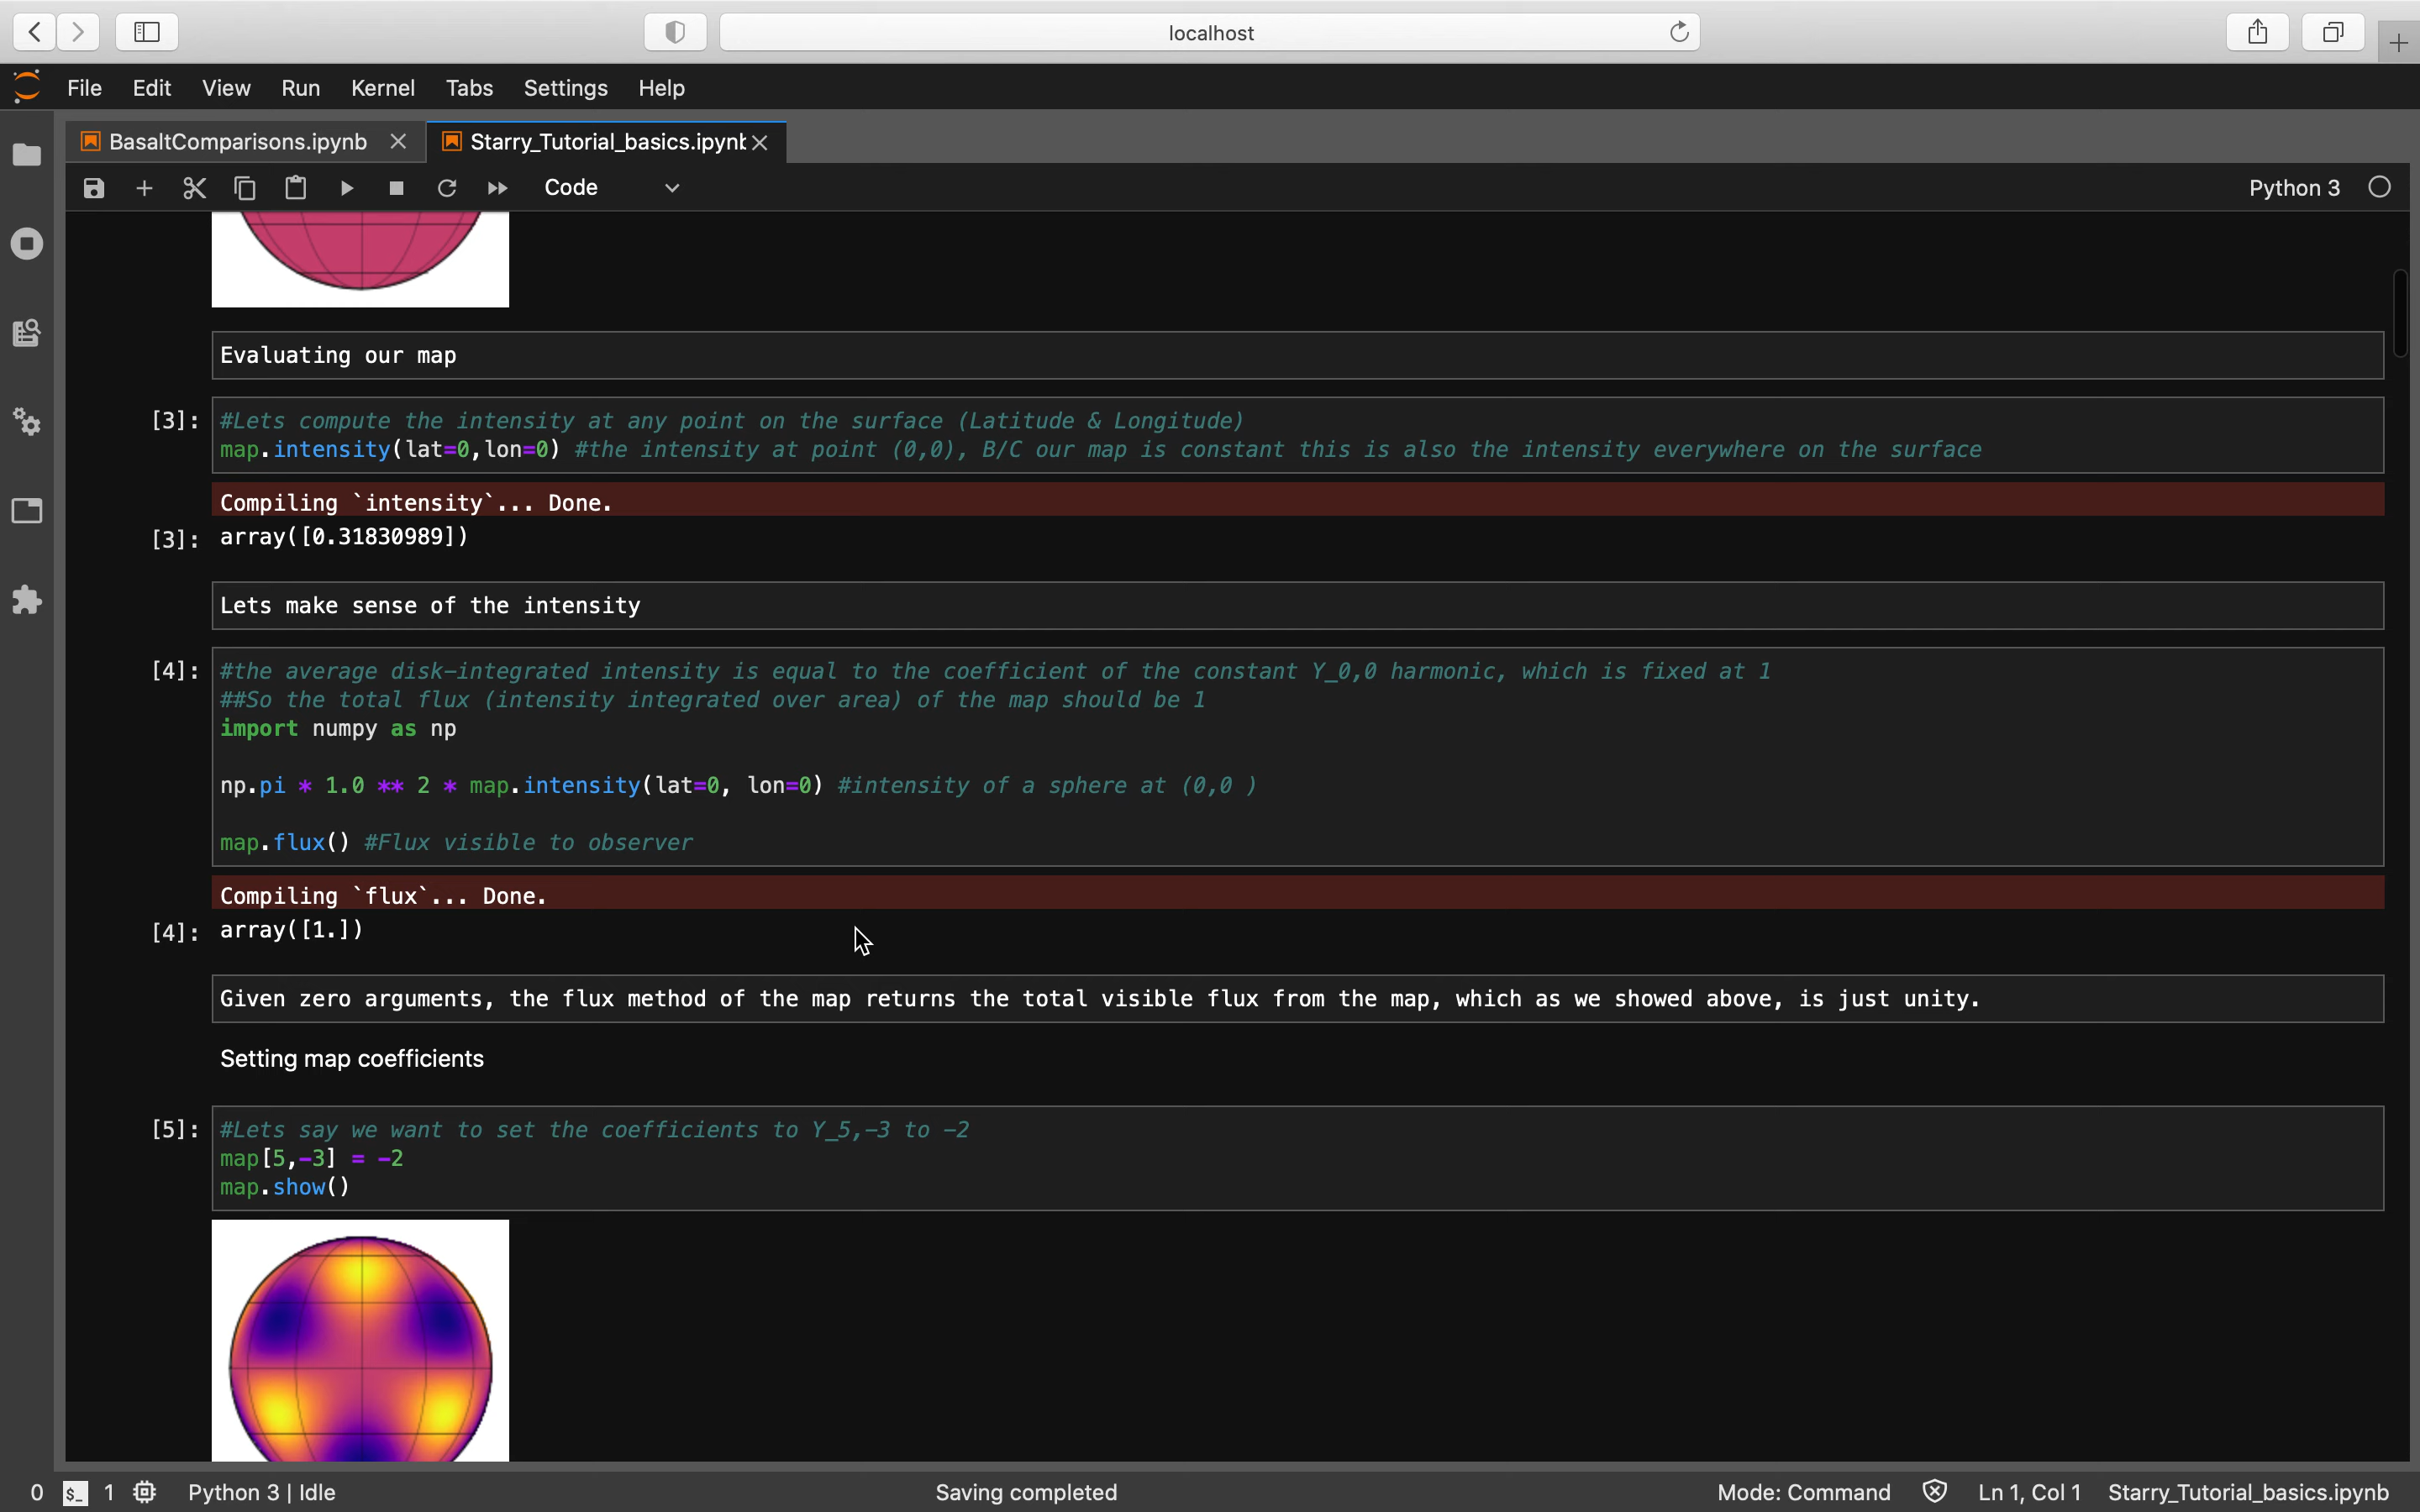 localhost
File Edit View Run Kernel Tabs Settings Help
BasaltComparisons.ipynb Starry_Tutorial_basics.ipynb
Code Python 3
Evaluating our map
[3]: #Lets compute the intensity at any point on the surface (Latitude & Longitude)
map.intensity(lat=0,lon=0) #the intensity at point (0,0), B/C our map is constant this is also the intensity everywhere on the surface
Compiling `intensity`... Done.
[3]: array([0.31830989])
Lets make sense of the intensity
[4]: #the average disk-integrated intensity is equal to the coefficient of the constant Y_0,0 harmonic, which is fixed at 1
##So the total flux (intensity integrated over area) of the map should be 1
import numpy as np
np.pi * 1.0 ** 2 * map.intensity(lat=0, lon=0) #intensity of a sphere at (0,0 )
map.flux() #Flux visible to observer
Compiling `flux`... Done.
[4]: array([1.])
Given zero arguments, the flux method of the map returns the total visible flux from the map, which as we showed above, is just unity.
Setting map coefficients
[5]: #Lets say we want to set the coefficients to Y_5,-3 to -2
map[5,-3] = -2
map.show()
0 $_ 1 Python 3 | Idle Saving completed Mode: Command Ln 1, Col 1 Starry_Tutorial_basics.ipynb